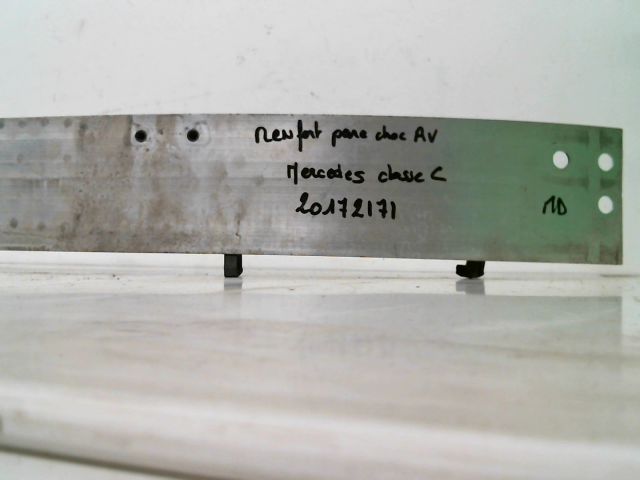 Renfort pare choc AV
Mercedes classe C
20172171
MD